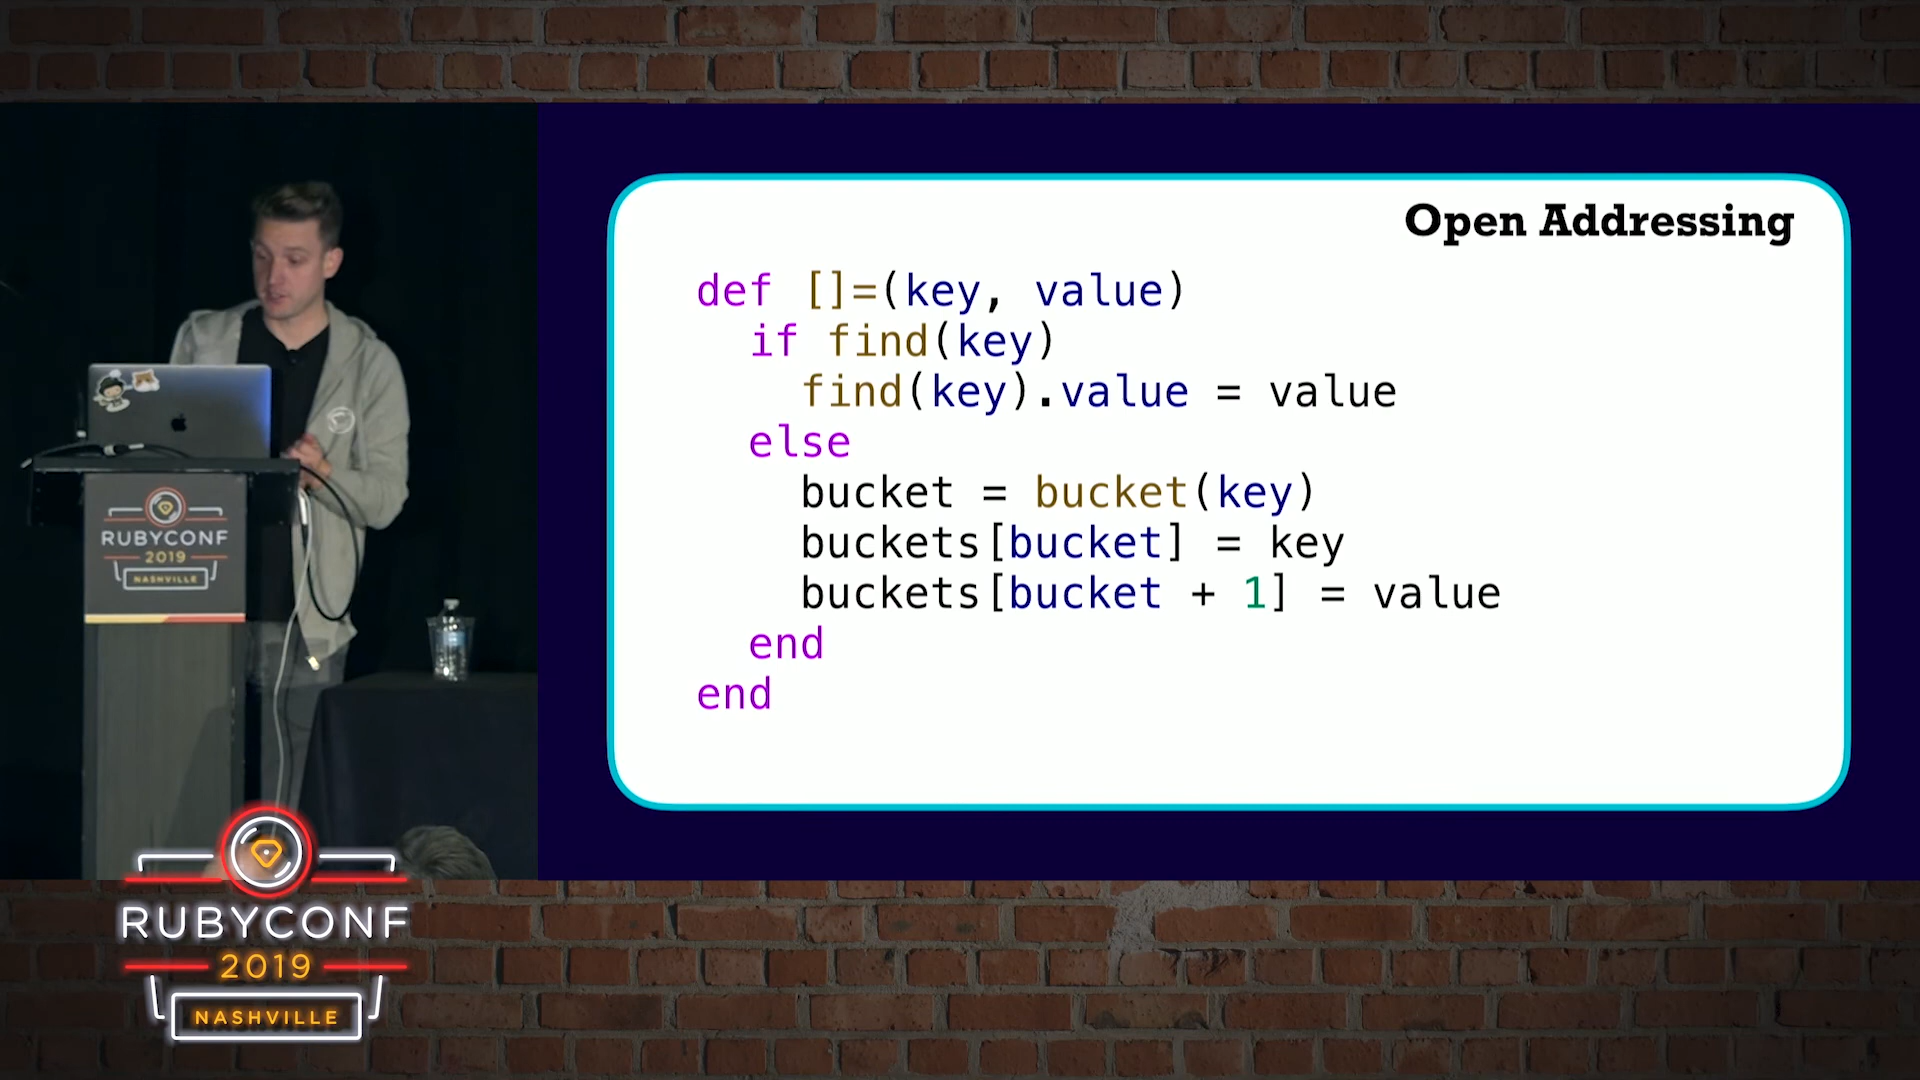 Open Addressing
def []=(key, value)
  if find(key)
    find(key).value = value
  else
    bucket = bucket(key)
    buckets[bucket] = key
    buckets[bucket + 1] = value
  end
end
RUBYCONF
2019
NASHVILLE
RUBYCONF
2019
NASHVILLE